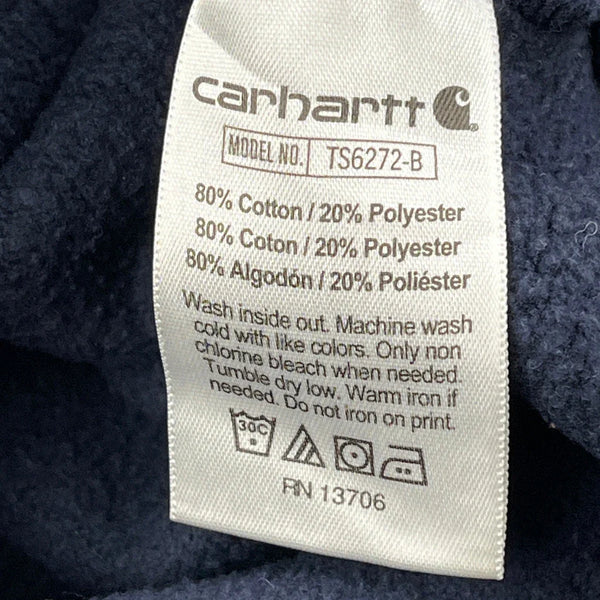 carhartt
MODEL NO. TS6272-B
80% Cotton / 20% Polyester
80% Coton / 20% Polyester
80% Algodón / 20% Poliéster
Wash inside out. Machine wash
cold with like colors. Only non
chlorine bleach when needed.
Tumble dry low. Warm iron if
needed. Do not iron on print.
30C
RN 13706